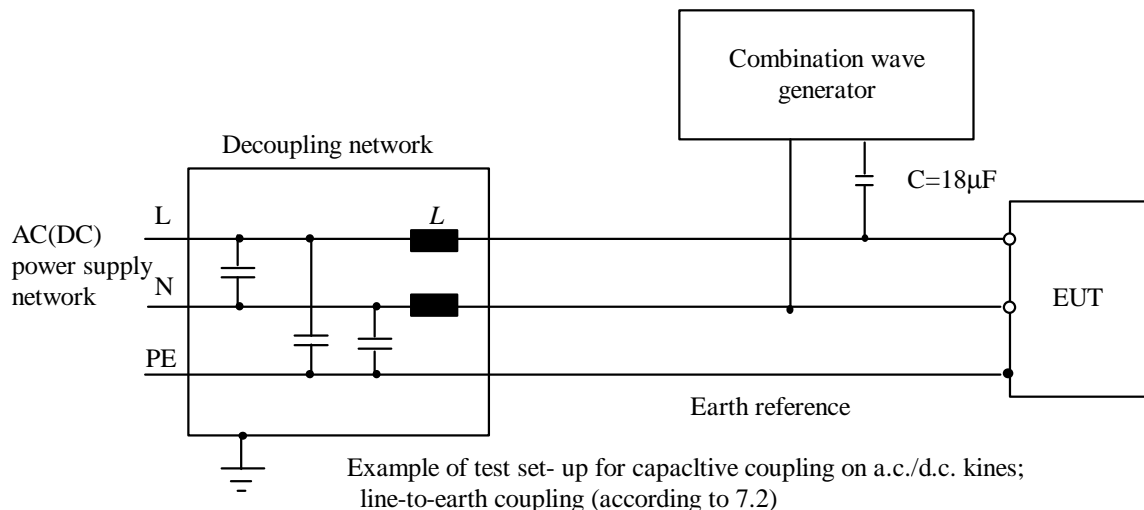 Combination wave
generator
Decoupling network
C=18μF
L
L
AC(DC)
power supply
network
N
EUT
PE
Earth reference
Example of test set- up for capacltive coupling on a.c./d.c. kines;
line-to-earth coupling (according to 7.2)